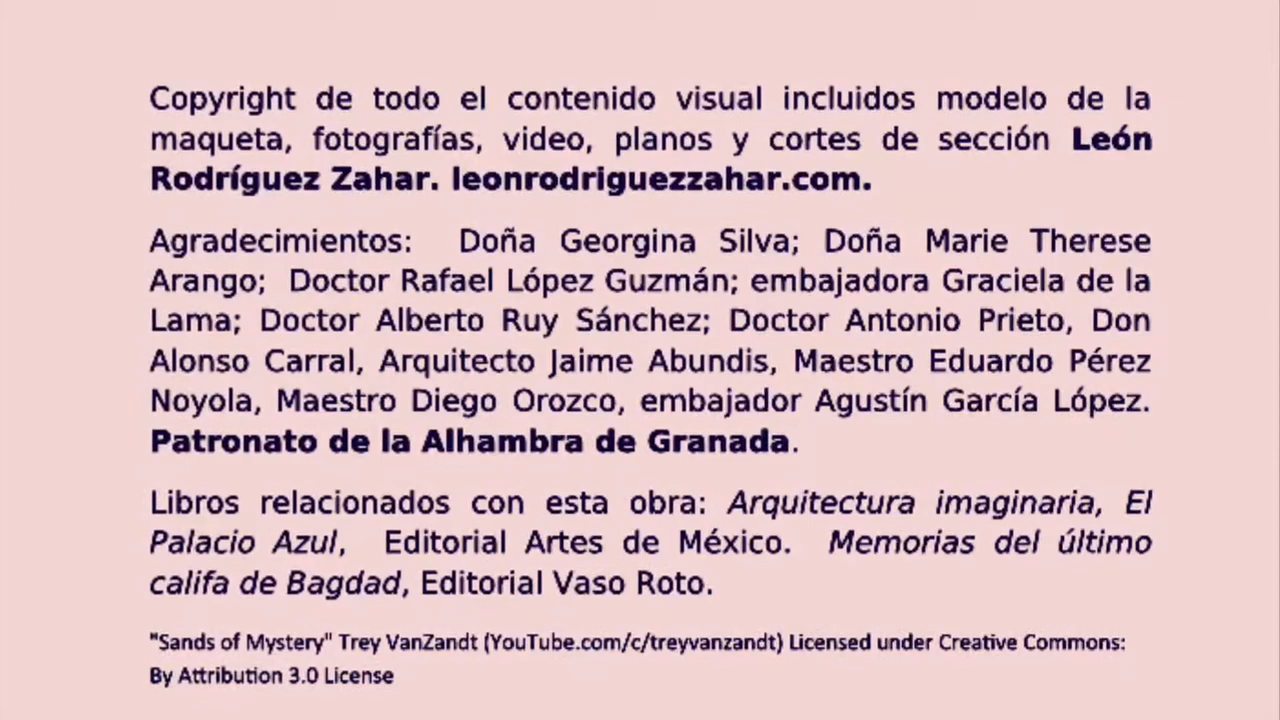 Copyright de todo el contenido visual incluidos modelo de la
maqueta, fotografías, video, planos y cortes de sección León
Rodríguez Zahar. leonrodriguezzahar.com.
Agradecimientos: Doña Georgina Silva; Doña Marie Therese
Arango; Doctor Rafael López Guzmán; embajadora Graciela de la
Lama; Doctor Alberto Ruy Sánchez; Doctor Antonio Prieto, Don
Alonso Carral, Arquitecto Jaime Abundis, Maestro Eduardo Pérez
Noyola, Maestro Diego Orozco, embajador Agustín García López.
Patronato de la Alhambra de Granada.
Libros relacionados con esta obra: Arquitectura imaginaria, El
Palacio Azul, Editorial Artes de México. Memorias del último
califa de Bagdad, Editorial Vaso Roto.
"Sands of Mystery" Trey VanZandt (YouTube.com/c/treyvanzandt) Licensed under Creative Commons:
By Attribution 3.0 License